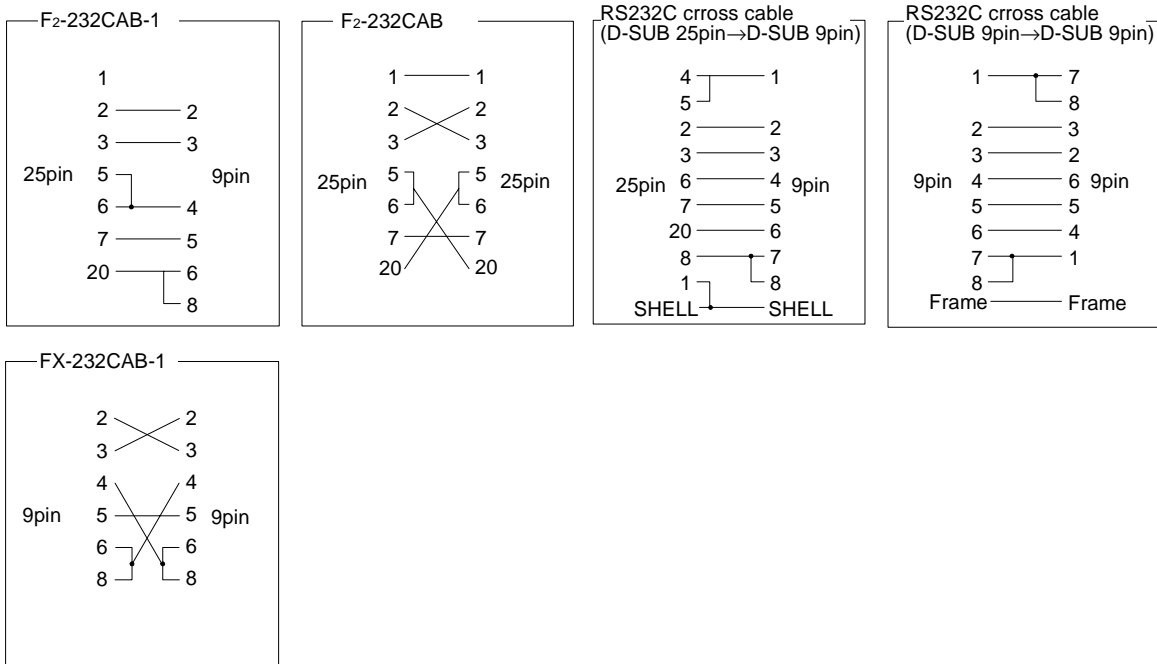 F2-232CAB-1
1
2 2
3 3
25pin 5 9pin
6 4
7 5
20 6
8
F2-232CAB
1 1
2 2
3 3
25pin 5 5 25pin
6 6
7 7
20 20
RS232C crross cable
(D-SUB 25pin→D-SUB 9pin)
4 1
5
2 2
3 3
25pin 6 4 9pin
7 5
20 6
8 7
1 8
SHELL SHELL
RS232C crross cable
(D-SUB 9pin→D-SUB 9pin)
1 7
8
2 3
3 2
9pin 4 6 9pin
5 5
6 4
7 1
8
Frame Frame
FX-232CAB-1
2 2
3 3
4 4
9pin 5 5 9pin
6 6
8 8